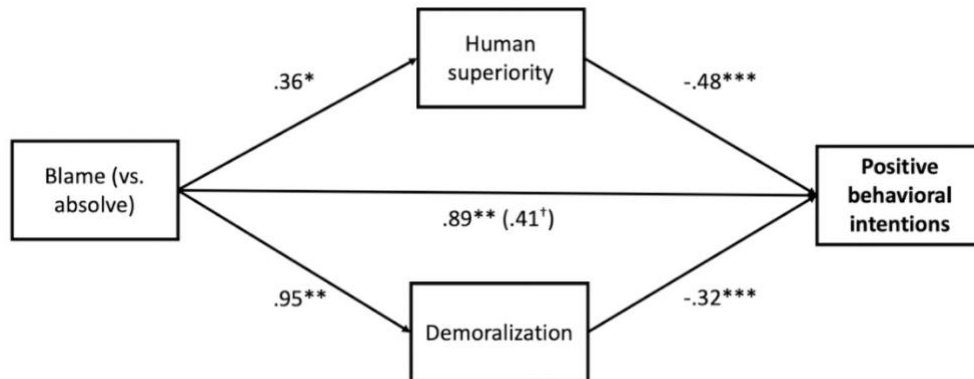 Human
superiority
.36*
-.48***
Blame (vs.
absolve)
Positive
behavioral
intentions
.89** (.41†)
.95**
-.32***
Demoralization